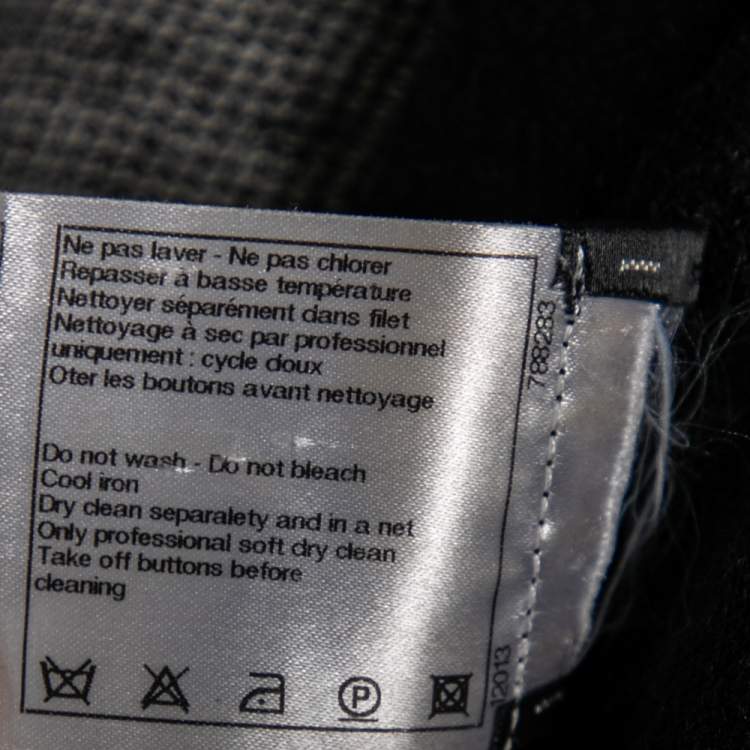 Ne pas laver - Ne pas chlorer
Repasser à basse température
Nettoyer séparément dans filet
Nettoyage à sec par professionnel
uniquement : cycle doux
Oter les boutons avant nettoyage
Do not wash - Do not bleach
Cool iron
Dry clean separalety and in a net
Only professional soft dry clean
Take off buttons before
cleaning
P
788283